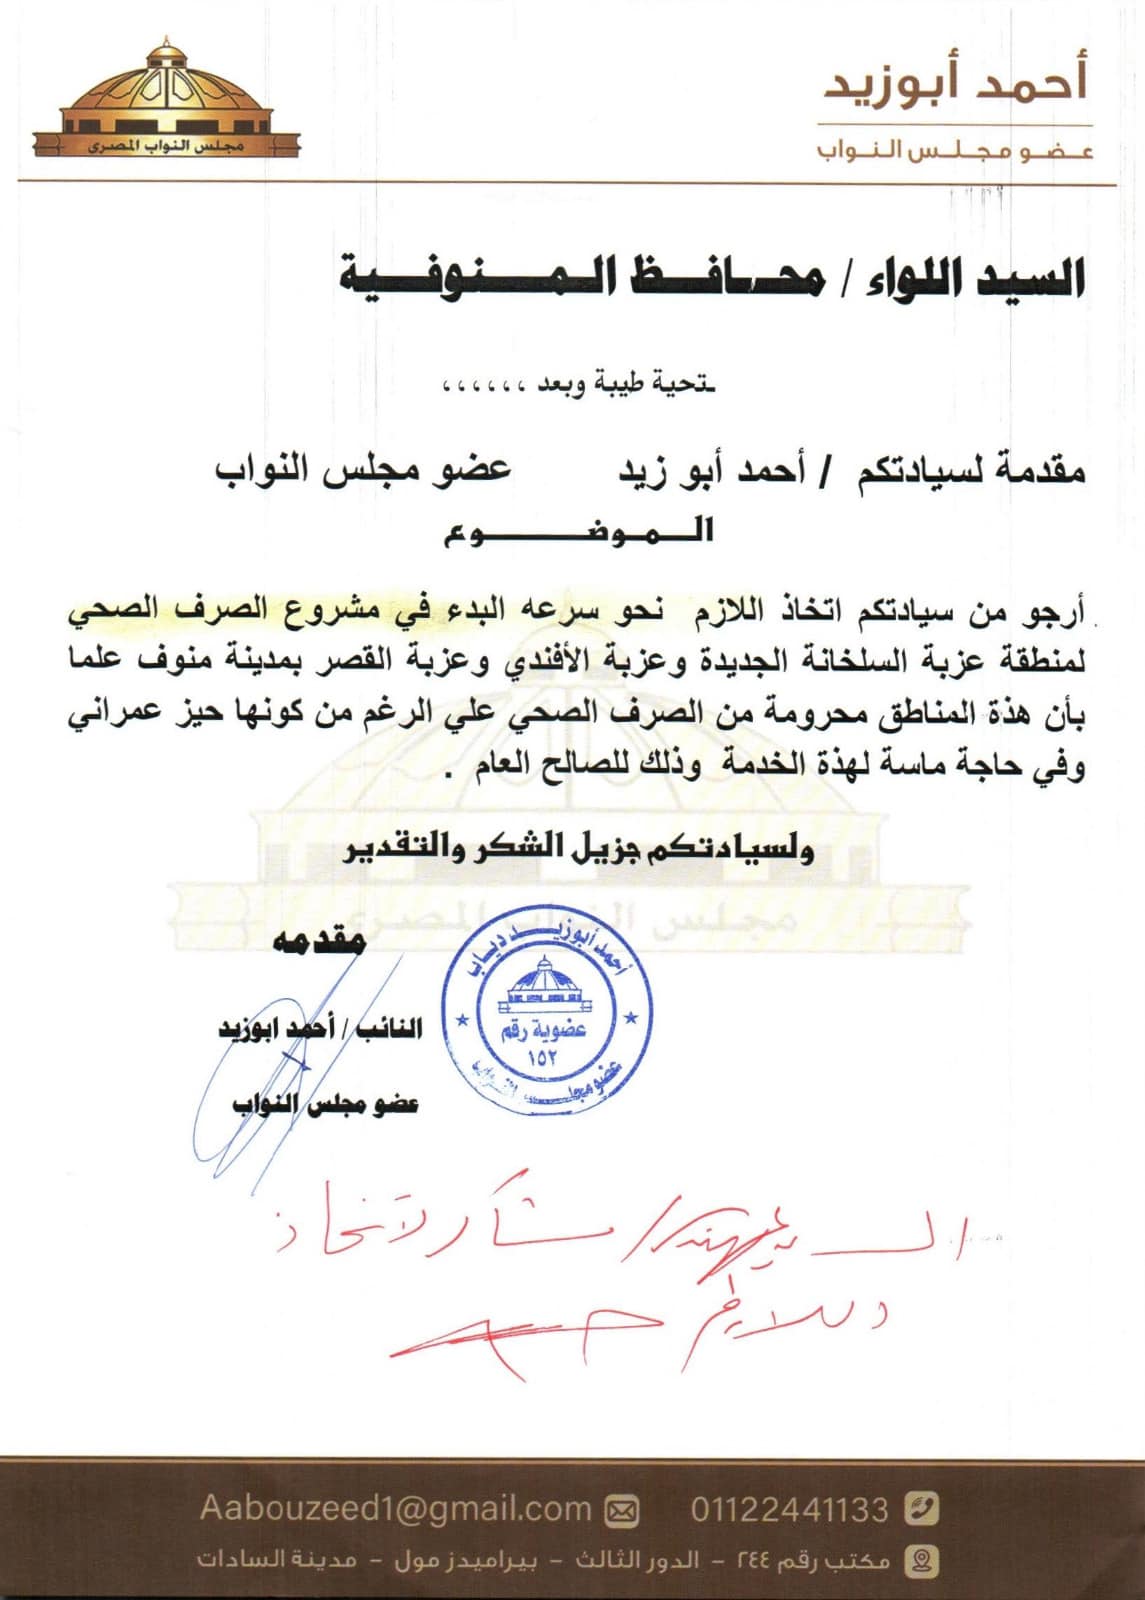 أحمد أبوزيد
عضو مجلس النواب
مجلس النواب المصرى
السيد اللواء / محافظ المنوفية
تحية طيبة وبعد ،،،،،،
مقدمة لسيادتكم / أحمد أبو زيد عضو مجلس النواب
الموضوع
أرجو من سيادتكم اتخاذ اللازم نحو سرعه البدء في مشروع الصرف الصحي
لمنطقة عزبة السلخانة الجديدة وعزبة الأفندي وعزبة القصر بمدينة منوف علما
بأن هذة المناطق محرومة من الصرف الصحي علي الرغم من كونها حيز عمراني
وفي حاجة ماسة لهذة الخدمة وذلك للصالح العام .
ولسيادتكم جزيل الشكر والتقدير
مجلس النواب المصرى
مقدمه
النائب / أحمد ابوزيد
عضو مجلس النواب
أحمد أبوزيد دياب
عضوية رقم
١٥٢
عضو مجلس النواب
السيد المهندس /
لاتخاذ
اللازم
01122441133 Aabouzeed1@gmail.com
مكتب رقم ٢٤٤ - الدور الثالث - بيراميدز مول - مدينة السادات